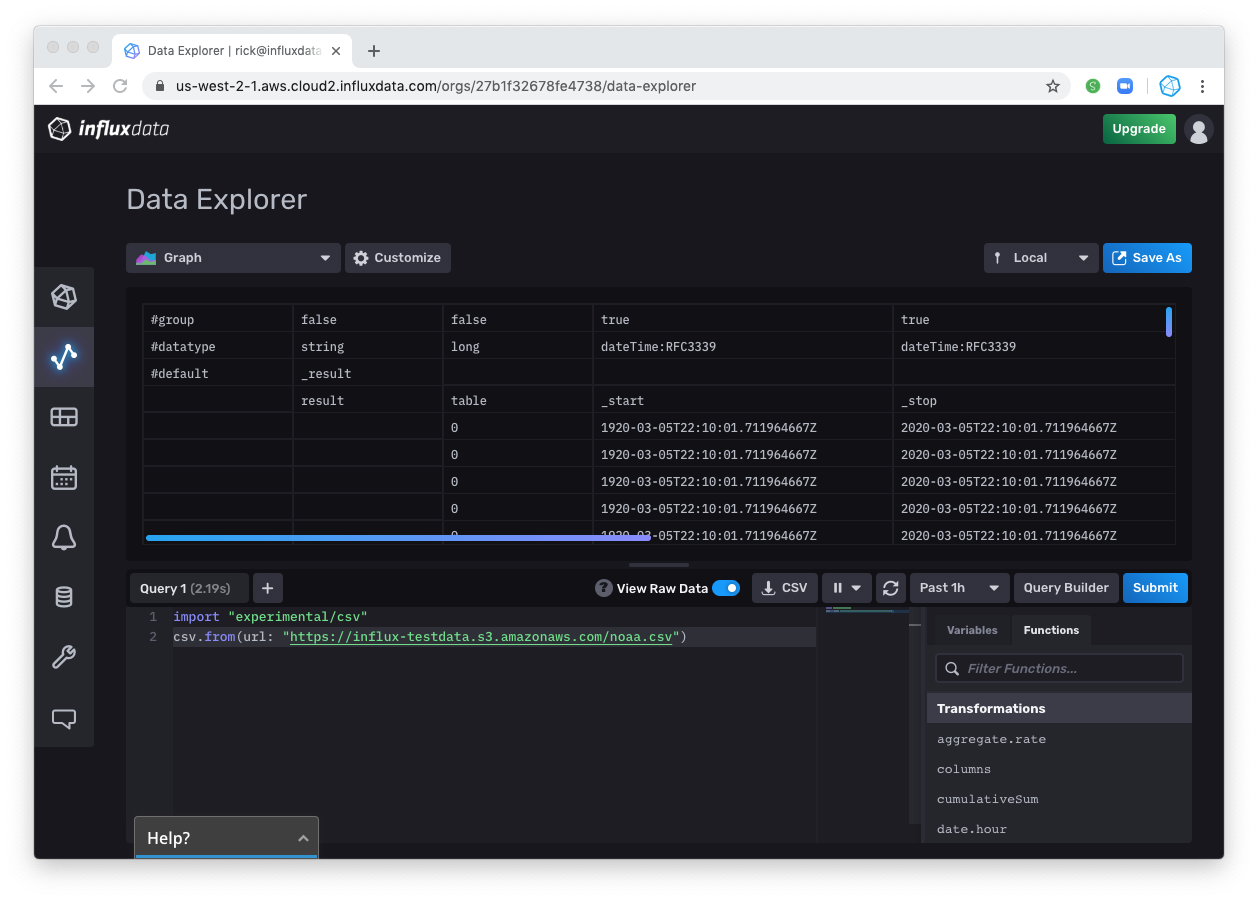 Data Explorer | rick@influxdata
us-west-2-1.aws.cloud2.influxdata.com/orgs/27b1f32678fe4738/data-explorer
S
influxdata
Upgrade
Data Explorer
Graph
Customize
Local
Save As
#group false false true true
#datatype string long dateTime:RFC3339 dateTime:RFC3339
#default _result
result table _start _stop
0 1920-03-05T22:10:01.711964667Z 2020-03-05T22:10:01.711964667Z
0 1920-03-05T22:10:01.711964667Z 2020-03-05T22:10:01.711964667Z
0 1920-03-05T22:10:01.711964667Z 2020-03-05T22:10:01.711964667Z
0 1920-03-05T22:10:01.711964667Z 2020-03-05T22:10:01.711964667Z
0 1920-03-05T22:10:01.711964667Z 2020-03-05T22:10:01.711964667Z
Query 1 (2.19s)
+
? View Raw Data
CSV
Past 1h
Query Builder
Submit
1 import "experimental/csv"
2 csv.from(url: "https://influx-testdata.s3.amazonaws.com/noaa.csv")
Variables
Functions
Filter Functions...
Transformations
aggregate.rate
columns
cumulativeSum
date.hour
Help?